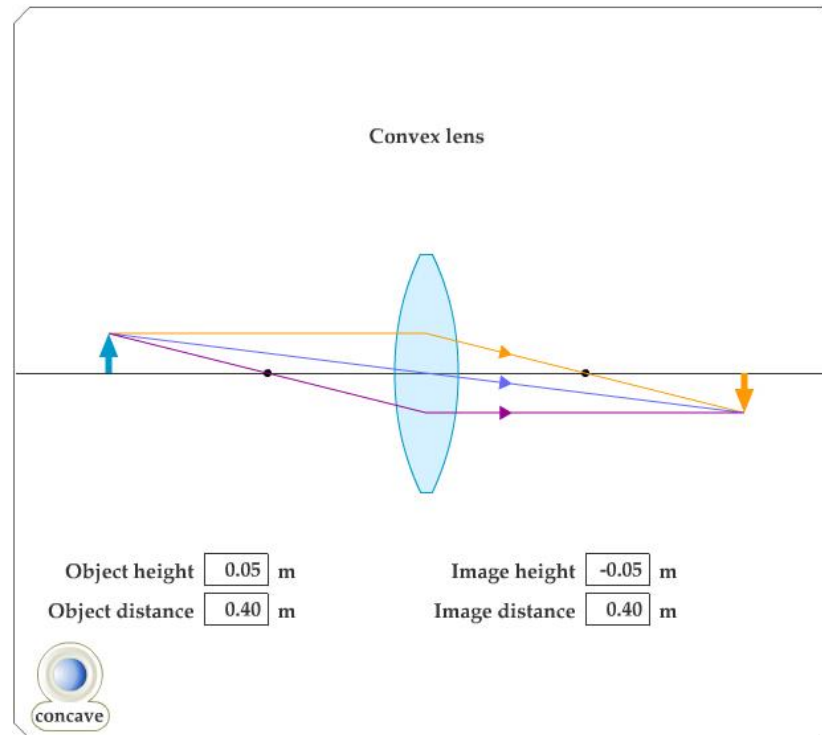 Convex lens
Object height 0.05 m
Image height -0.05 m
Object distance 0.40 m
Image distance 0.40 m
concave